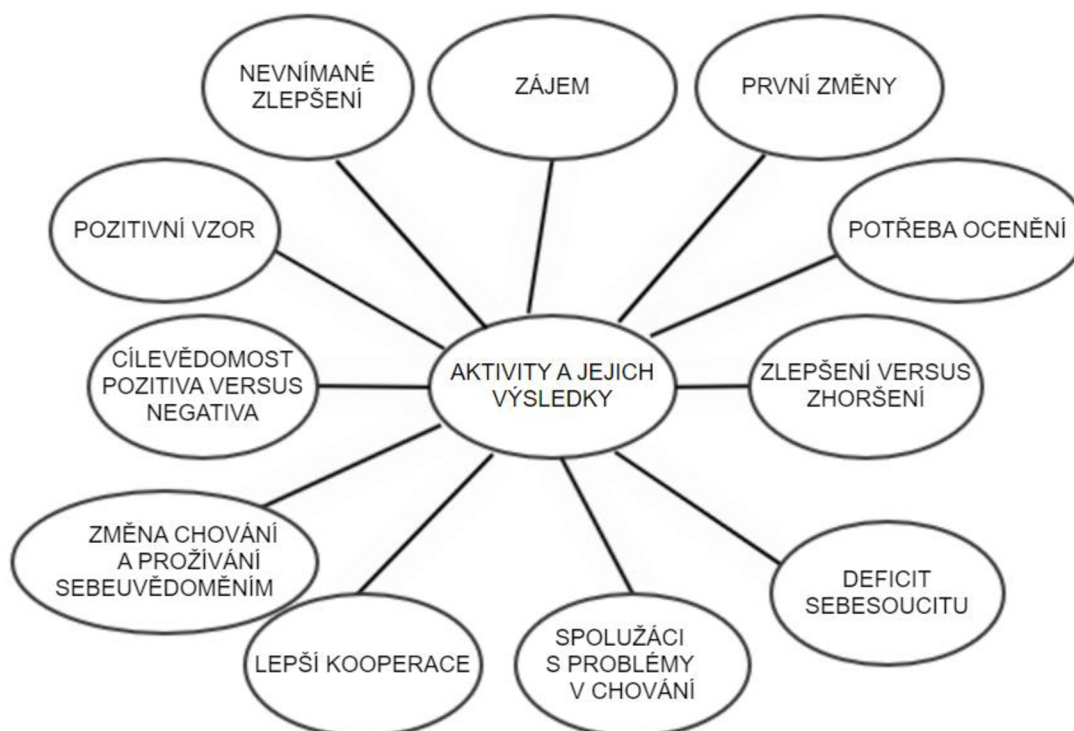 NEVNÍMANÉ
ZLEPŠENÍ
ZÁJEM
PRVNÍ ZMĚNY
POZITIVNÍ VZOR
POTŘEBA OCENĚNÍ
CÍLEVĚDOMOST
POZITIVA VERSUS
NEGATIVA
AKTIVITY A JEJICH
VÝSLEDKY
ZLEPŠENÍ VERSUS
ZHORŠENÍ
ZMĚNA CHOVÁNÍ
A PROŽÍVÁNÍ
SEBEUVĚDOMĚNÍM
DEFICIT
SEBESOUCITU
LEPŠÍ KOOPERACE
SPOLUŽÁCI
S PROBLÉMY
V CHOVÁNÍ